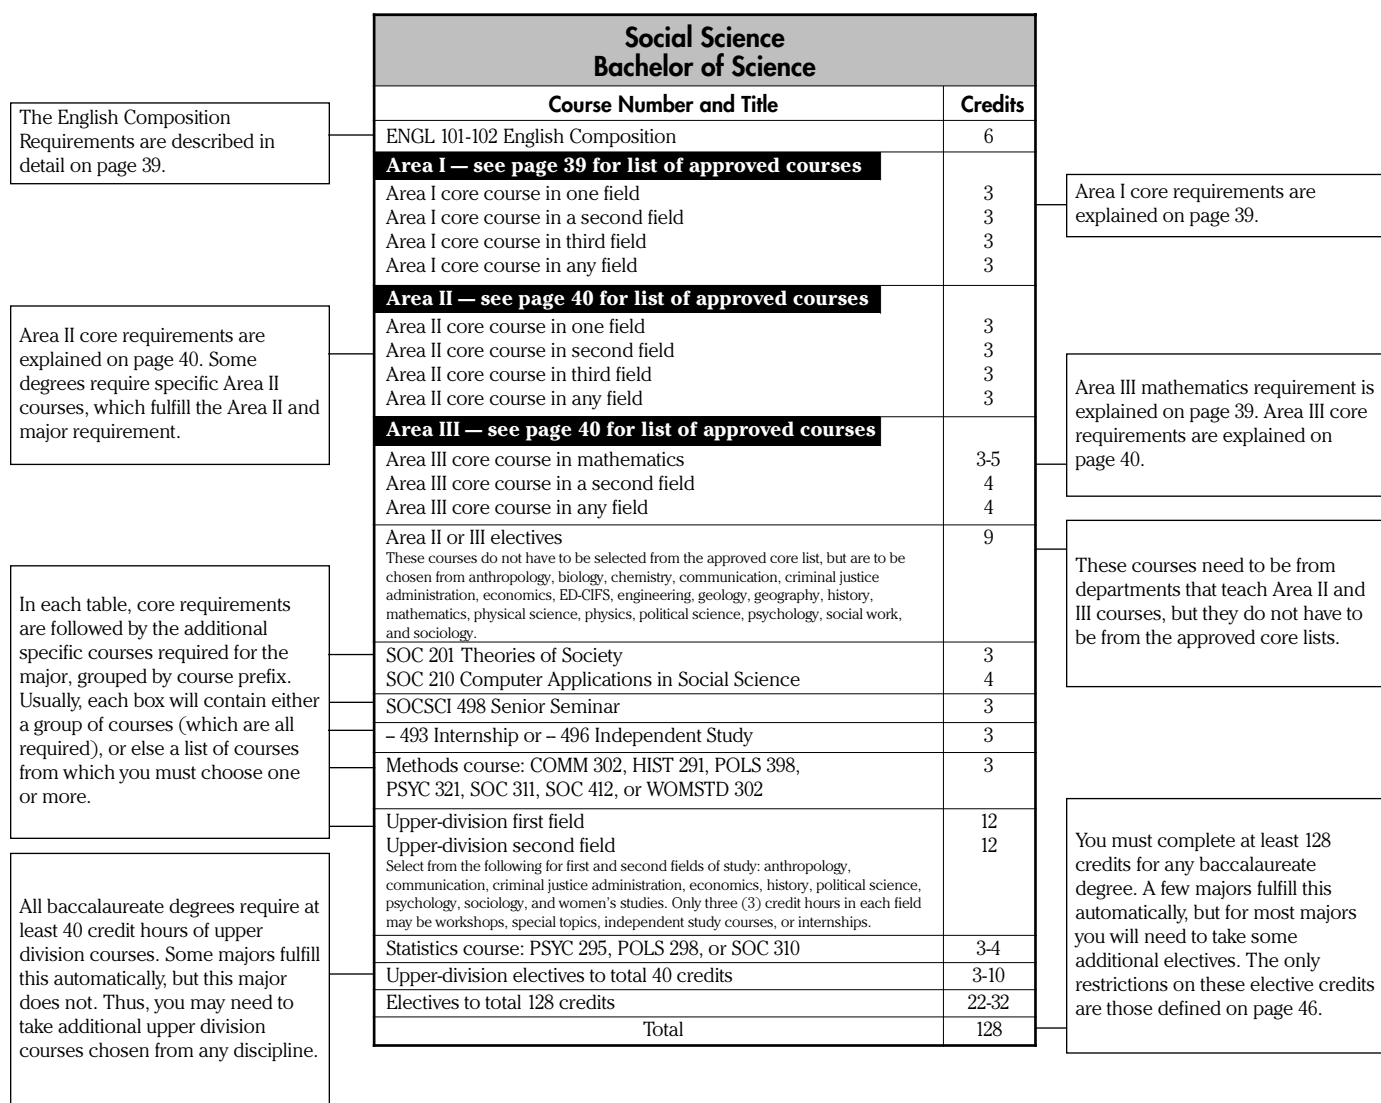 Social Science
Bachelor of Science
Course Number and Title Credits
ENGL 101-102 English Composition 6
Area I — see page 39 for list of approved courses
Area I core course in one field 3
Area I core course in a second field 3
Area I core course in third field 3
Area I core course in any field 3
Area II — see page 40 for list of approved courses
Area II core course in one field 3
Area II core course in second field 3
Area II core course in third field 3
Area II core course in any field 3
Area III — see page 40 for list of approved courses
Area III core course in mathematics 3-5
Area III core course in a second field 4
Area III core course in any field 4
Area II or III electives 9
These courses do not have to be selected from the approved core list, but are to be
chosen from anthropology, biology, chemistry, communication, criminal justice
administration, economics, ED-CIFS, engineering, geology, geography, history,
mathematics, physical science, physics, political science, psychology, social work,
and sociology.
SOC 201 Theories of Society 3
SOC 210 Computer Applications in Social Science 4
SOCSCI 498 Senior Seminar 3
– 493 Internship or – 496 Independent Study 3
Methods course: COMM 302, HIST 291, POLS 398, 3
PSYC 321, SOC 311, SOC 412, or WOMSTD 302
Upper-division first field 12
Upper-division second field 12
Select from the following for first and second fields of study: anthropology,
communication, criminal justice administration, economics, history, political science,
psychology, sociology, and women's studies. Only three (3) credit hours in each field
may be workshops, special topics, independent study courses, or internships.
Statistics course: PSYC 295, POLS 298, or SOC 310 3-4
Upper-division electives to total 40 credits 3-10
Electives to total 128 credits 22-32
Total 128
The English Composition
Requirements are described in
detail on page 39.
Area II core requirements are
explained on page 40. Some
degrees require specific Area II
courses, which fulfill the Area II and
major requirement.
In each table, core requirements
are followed by the additional
specific courses required for the
major, grouped by course prefix.
Usually, each box will contain either
a group of courses (which are all
required), or else a list of courses
from which you must choose one
or more.
All baccalaureate degrees require at
least 40 credit hours of upper
division courses. Some majors fulfill
this automatically, but this major
does not. Thus, you may need to
take additional upper division
courses chosen from any discipline.
Area I core requirements are
explained on page 39.
Area III mathematics requirement is
explained on page 39. Area III core
requirements are explained on
page 40.
These courses need to be from
departments that teach Area II and
III courses, but they do not have to
be from the approved core lists.
You must complete at least 128
credits for any baccalaureate
degree. A few majors fulfill this
automatically, but for most majors
you will need to take some
additional electives. The only
restrictions on these elective credits
are those defined on page 46.